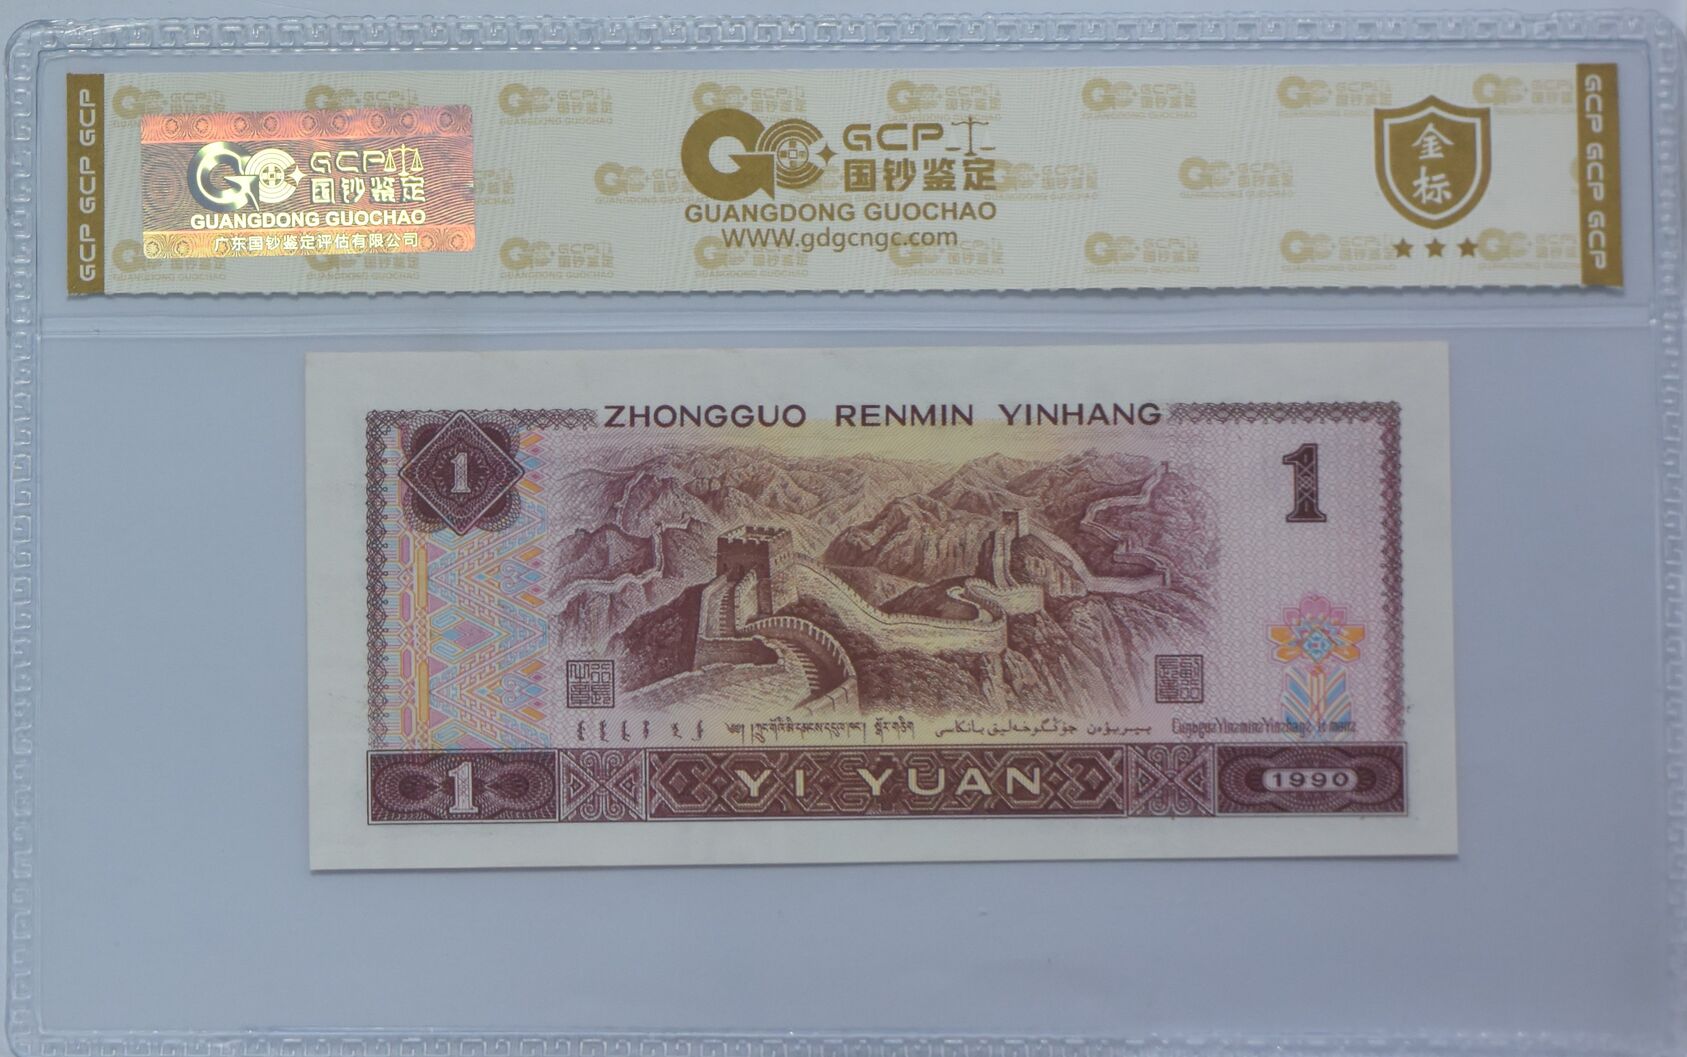 GCP GCP GCP
GCP
国钞鉴定
GUANGDONG GUOCHAO
广东国钞鉴定评估有限公司
GCP
国钞鉴定
GUANGDONG GUOCHAO
WWW.gdgcngc.com
金
标
GCP GCP GCP
ZHONGGUO RENMIN YINHANG
1
1
1
YI YUAN
1990